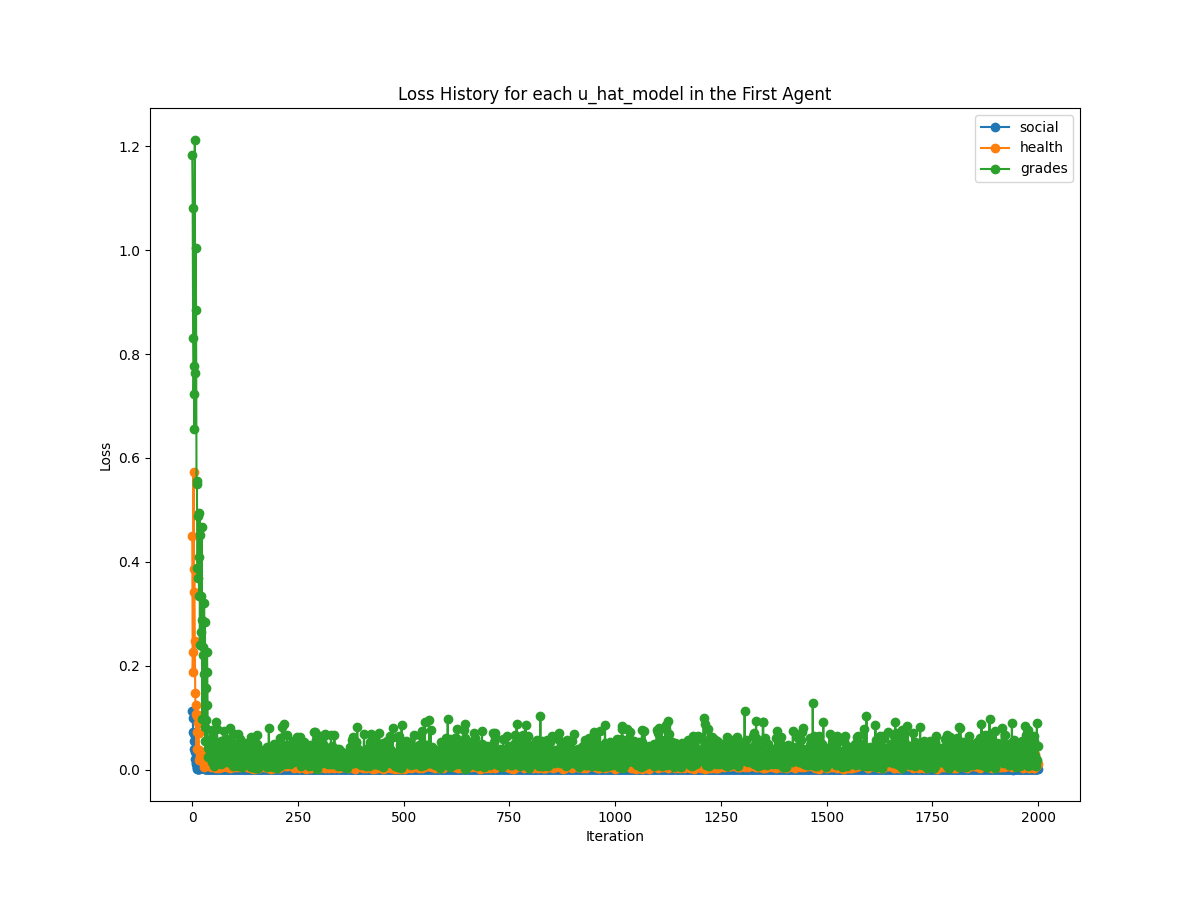 Loss History for each u_hat_model in the First Agent
social
health
grades
1.2
1.0
0.8
0.6
0.4
0.2
0.0
Loss
0 250 500 750 1000 1250 1500 1750 2000
Iteration